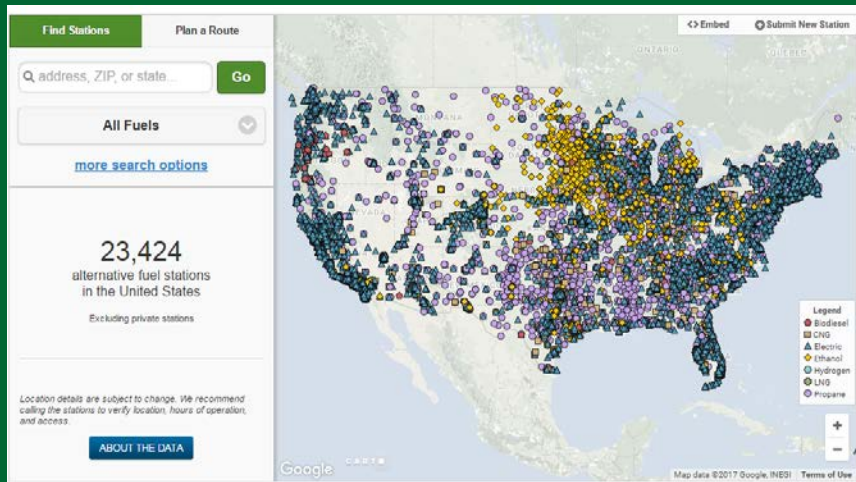 Find Stations
Plan a Route
address, ZIP, or state...
Go
All Fuels
more search options
23,424
alternative fuel stations
in the United States
Excluding private stations
Location details are subject to change. We recommend
calling the stations to verify location, hours of operation,
and access.
ABOUT THE DATA
<> Embed
Submit New Station
ONTARIO
QUEBEC
MONTANA
NEVADA
Legend
Biodiesel
CNG
Electric
Ethanol
Hydrogen
LNG
Propane
+
−
Google
CARTO
Map data ©2017 Google, INEGI
Terms of Use